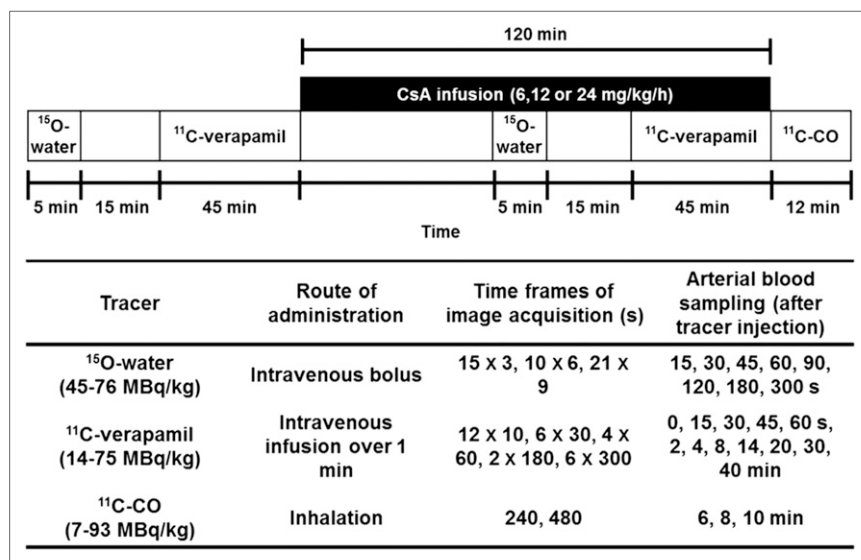 120 min
CsA infusion (6,12 or 24 mg/kg/h)
¹⁵O-
water
¹¹C-verapamil
¹⁵O-
water
¹¹C-verapamil
¹¹C-CO
5 min
15 min
45 min
5 min
15 min
45 min
12 min
Time
Tracer
Route of
administration
Time frames of
image acquisition (s)
Arterial blood
sampling (after
tracer injection)
¹⁵O-water
(45-76 MBq/kg)
Intravenous bolus
15 x 3, 10 x 6, 21 x
9
15, 30, 45, 60, 90,
120, 180, 300 s
¹¹C-verapamil
(14-75 MBq/kg)
Intravenous
infusion over 1
min
12 x 10, 6 x 30, 4 x
60, 2 x 180, 6 x 300
0, 15, 30, 45, 60 s,
2, 4, 8, 14, 20, 30,
40 min
¹¹C-CO
(7-93 MBq/kg)
Inhalation
240, 480
6, 8, 10 min